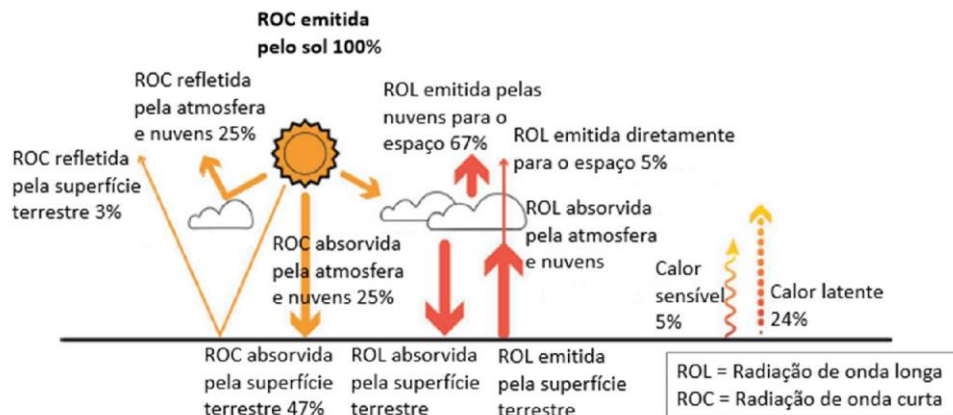 ROC emitida
pelo sol 100%
ROC refletida
pela atmosfera
e nuvens 25%
ROC refletida
pela superfície
terrestre 3%
ROL emitida pelas
nuvens para o
espaço 67%
ROL emitida diretamente
para o espaço 5%
ROL absorvida
pela atmosfera
e nuvens
ROC absorvida
pela atmosfera
e nuvens 25%
Calor
sensível
5%
Calor latente
24%
ROC absorvida
pela superfície
terrestre 47%
ROL absorvida
pela superfície
terrestre
ROL emitida
pela superfície
terrestre
ROL = Radiação de onda longa
ROC = Radiação de onda curta